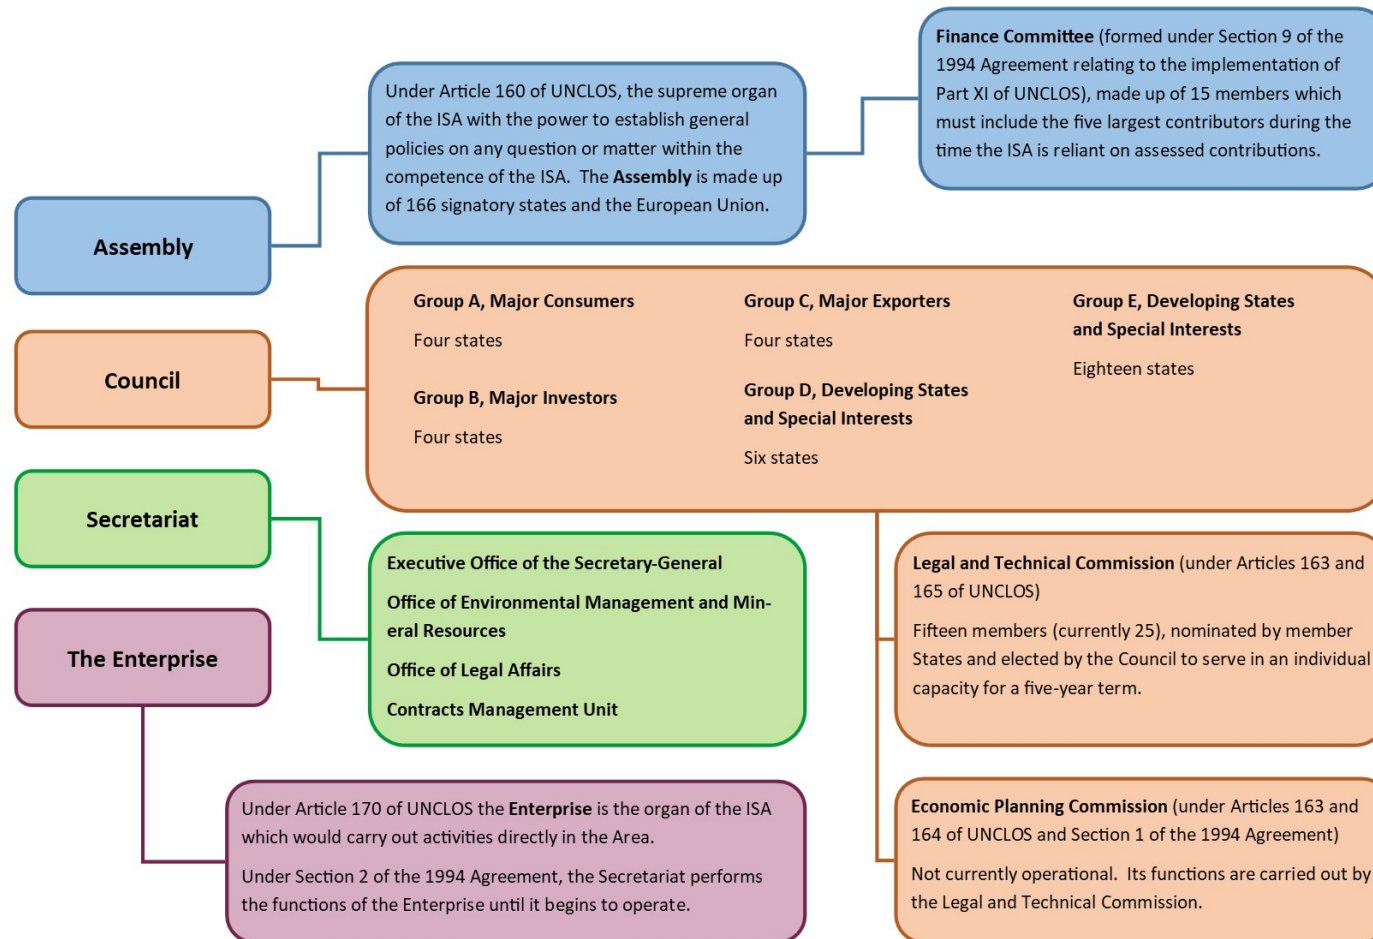 Assembly
Under Article 160 of UNCLOS, the supreme organ
of the ISA with the power to establish general
policies on any question or matter within the
competence of the ISA.  The Assembly is made up
of 166 signatory states and the European Union.
Finance Committee (formed under Section 9 of the
1994 Agreement relating to the implementation of
Part XI of UNCLOS), made up of 15 members which
must include the five largest contributors during the
time the ISA is reliant on assessed contributions.
Council
Group A, Major Consumers
Four states
Group B, Major Investors
Four states
Group C, Major Exporters
Four states
Group D, Developing States
and Special Interests
Six states
Group E, Developing States
and Special Interests
Eighteen states
Legal and Technical Commission (under Articles 163 and
165 of UNCLOS)
Fifteen members (currently 25), nominated by member
States and elected by the Council to serve in an individual
capacity for a five-year term.
Economic Planning Commission (under Articles 163 and
164 of UNCLOS and Section 1 of the 1994 Agreement)
Not currently operational.  Its functions are carried out by
the Legal and Technical Commission.
Secretariat
Executive Office of the Secretary-General
Office of Environmental Management and Min-
eral Resources
Office of Legal Affairs
Contracts Management Unit
The Enterprise
Under Article 170 of UNCLOS the Enterprise is the organ of the ISA
which would carry out activities directly in the Area.
Under Section 2 of the 1994 Agreement, the Secretariat performs
the functions of the Enterprise until it begins to operate.